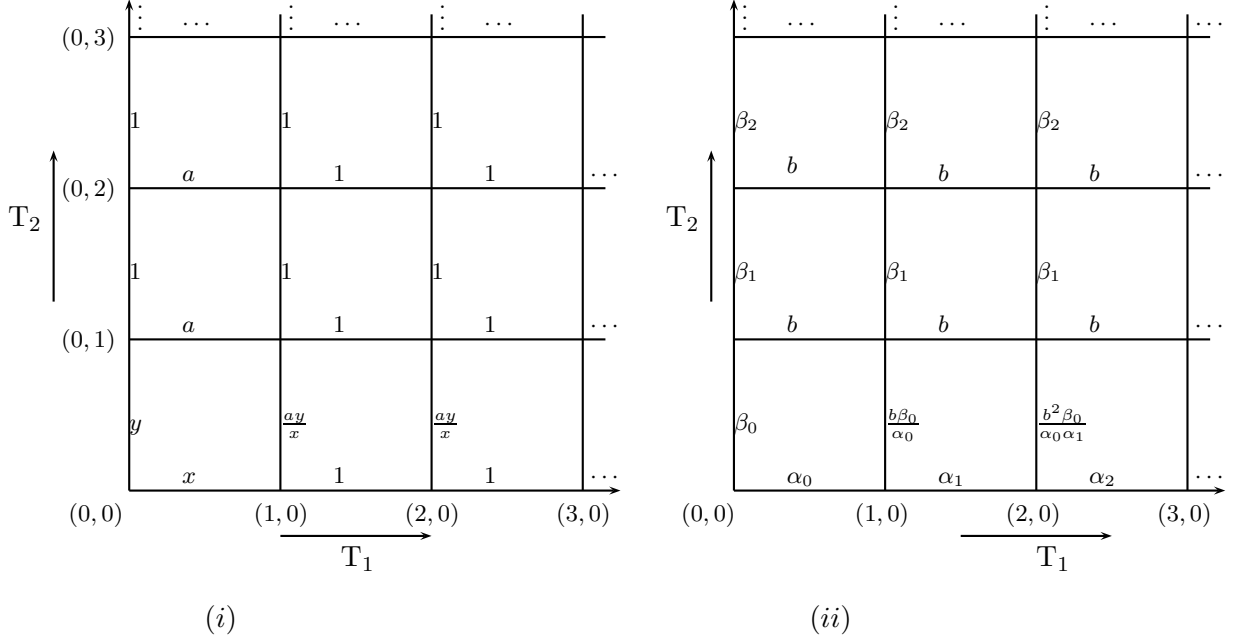 ⋮ ⋯ ⋮ ⋯ ⋮ ⋯
(0, 3)
1 1 1
a 1 1 ⋯
(0, 2)
T₂
1 1 1
a 1 1 ⋯
(0, 1)
y ay/x ay/x
x 1 1 ⋯
(0, 0) (1, 0) (2, 0) (3, 0)
T₁
(i)
⋮ ⋯ ⋮ ⋯ ⋮ ⋯ ⋯
β₂ β₂ β₂
b b b ⋯
T₂
β₁ β₁ β₁
b b b ⋯
β₀ bβ₀/α₀ b²β₀/α₀α₁
α₀ α₁ α₂ ⋯
(0, 0) (1, 0) (2, 0) (3, 0)
T₁
(ii)